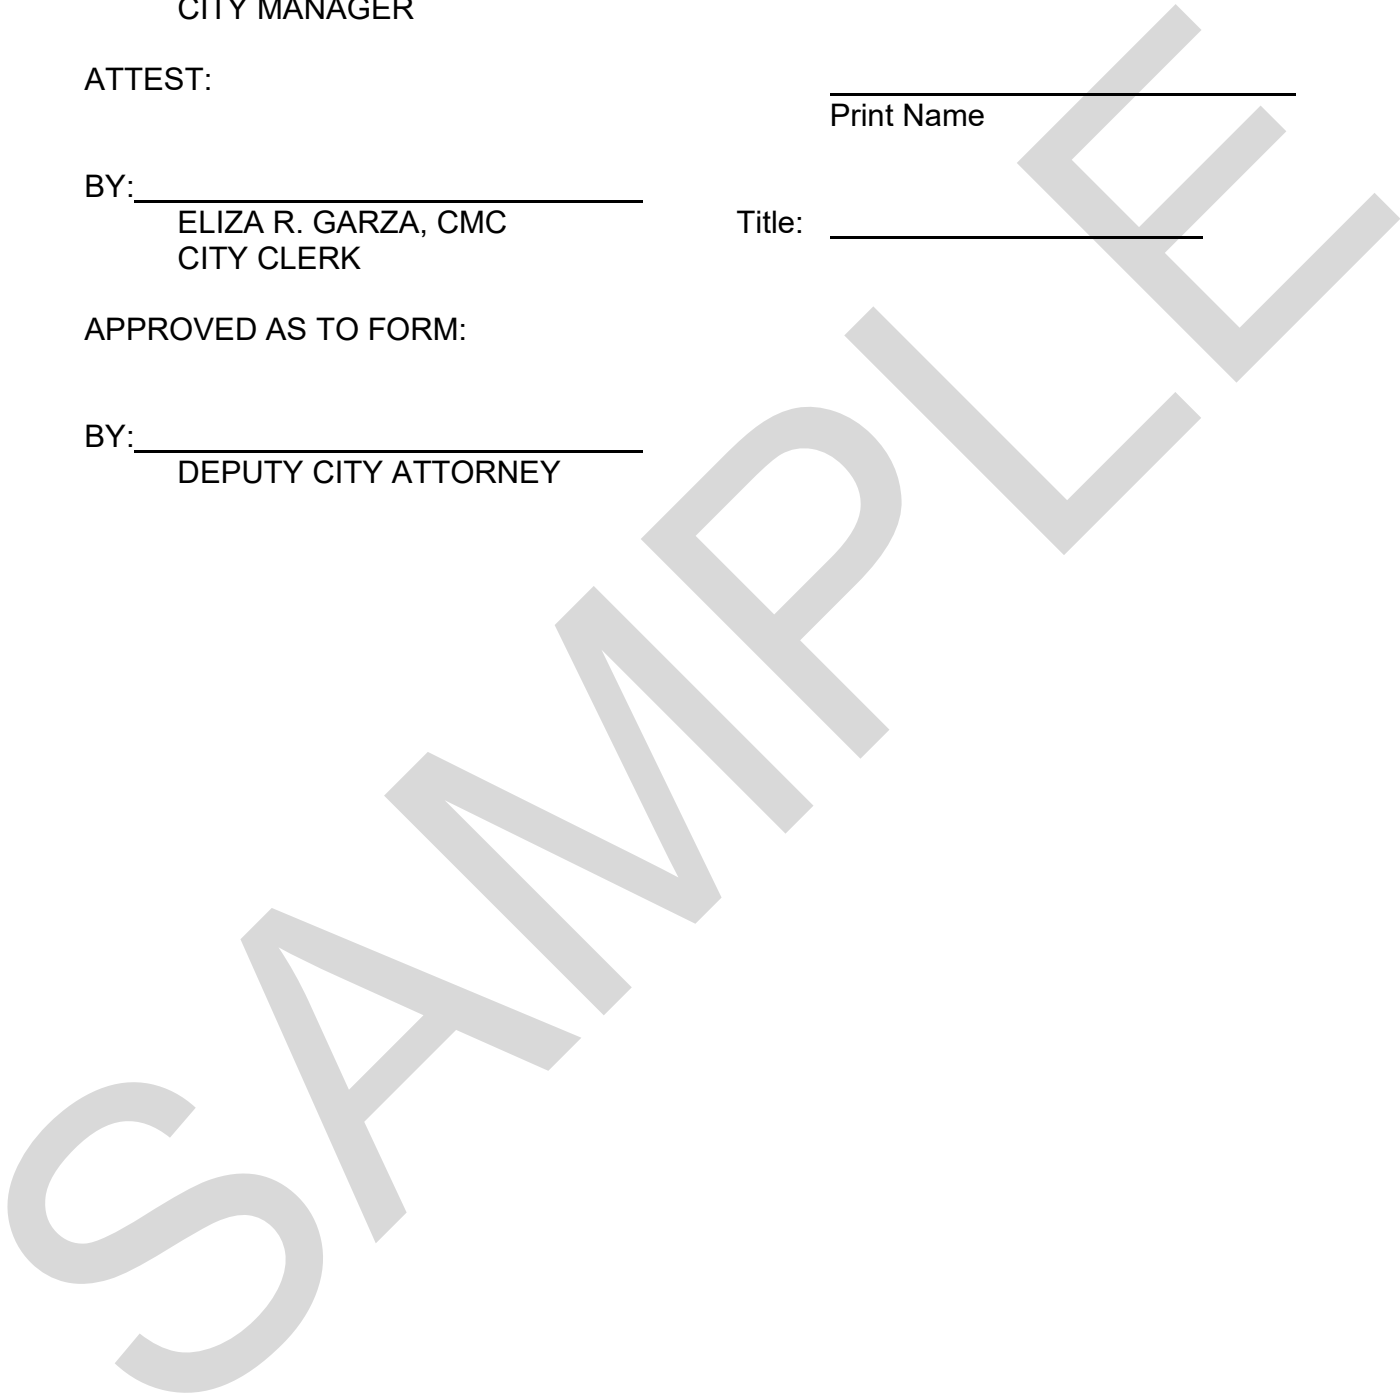 CITY MANAGER
ATTEST:
Print Name
BY:
ELIZA R. GARZA, CMC
Title:
CITY CLERK
APPROVED AS TO FORM:
BY:
DEPUTY CITY ATTORNEY
SAMPLE